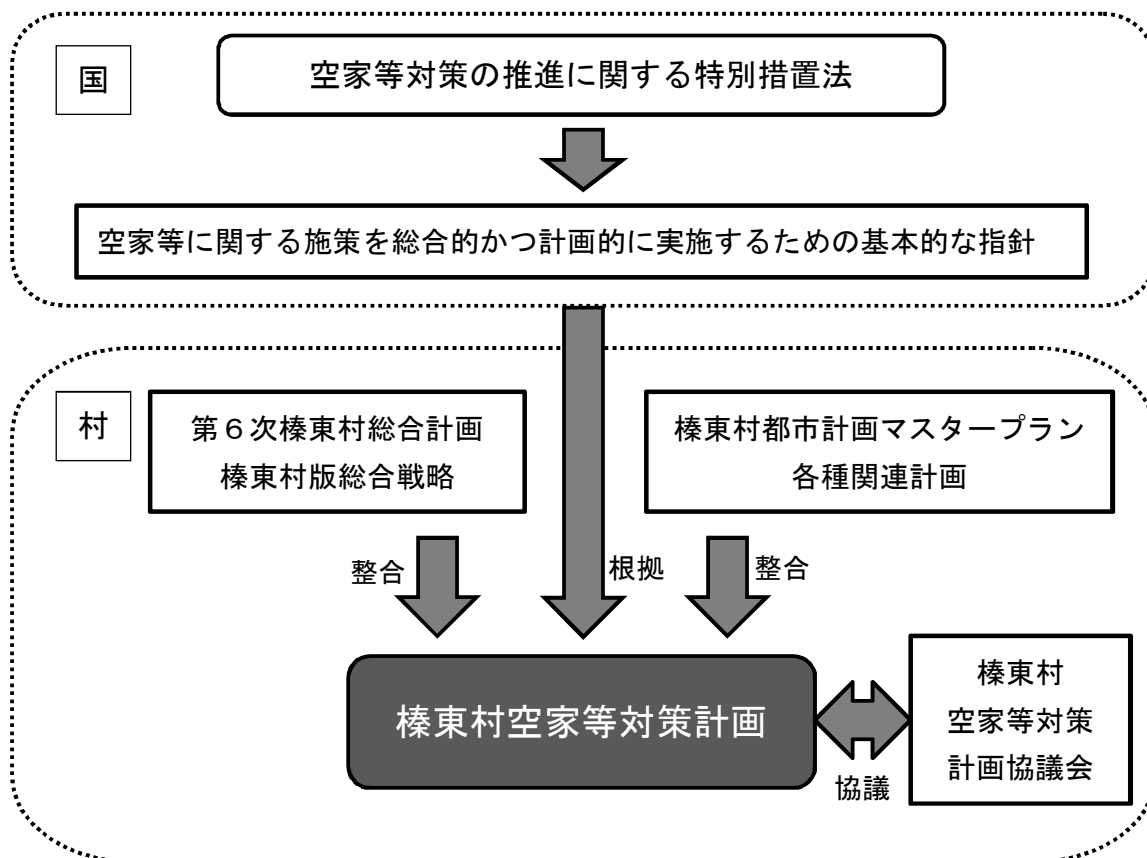 国
空家等対策の推進に関する特別措置法
空家等に関する施策を総合的かつ計画的に実施するための基本的な指針
村
第６次榛東村総合計画
榛東村版総合戦略
榛東村都市計画マスタープラン
各種関連計画
整合
根拠
整合
榛東村空家等対策計画
協議
榛東村
空家等対策
計画協議会